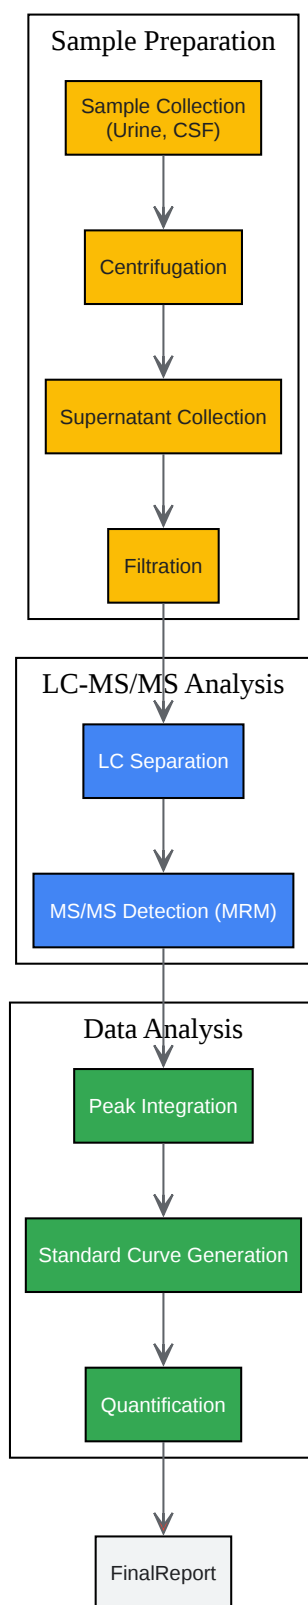 Sample Preparation
Sample Collection
(Urine, CSF)
Centrifugation
Supernatant Collection
Filtration
LC-MS/MS Analysis
LC Separation
MS/MS Detection (MRM)
Data Analysis
Peak Integration
Standard Curve Generation
Quantification
FinalReport